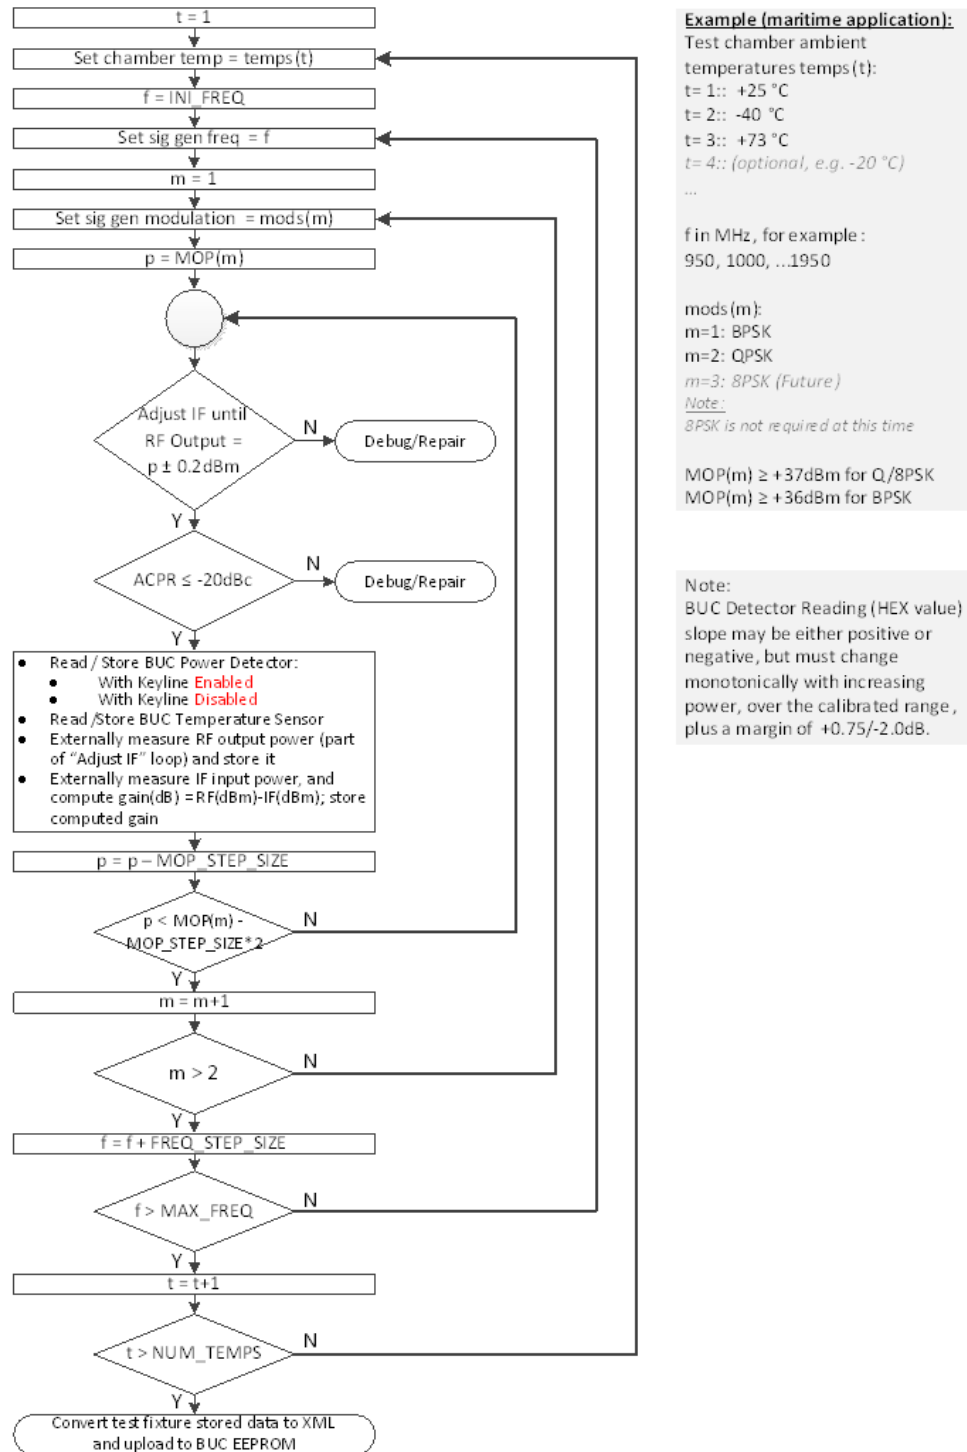 t = 1
Set chamber temp = temps(t)
f = INI_FREQ
Set sig gen freq = f
m = 1
Set sig gen modulation = mods(m)
p = MOP(m)
Adjust IF until
RF Output =
p ± 0.2dBm
N
Debug/Repair
Y
ACPR ≤ -20dBc
N
Debug/Repair
Y
• Read / Store BUC Power Detector:
• With Keyline Enabled
• With Keyline Disabled
• Read /Store BUC Temperature Sensor
• Externally measure RF output power (part
of “Adjust IF” loop) and store it
• Externally measure IF input power, and
compute gain(dB) =RF(dBm)-IF(dBm); store
computed gain
p = p – MOP_STEP_SIZE
p < MOP(m) -
MOP_STEP_SIZE*2
N
Y
m = m+1
m > 2
N
Y
f = f + FREQ_STEP_SIZE
f > MAX_FREQ
N
Y
t = t+1
t > NUM_TEMPS
N
Y
Convert test fixture stored data to XML
and upload to BUC EEPROM
Example (maritime application):
Test chamber ambient
temperatures temps(t):
t= 1:: +25 °C
t= 2:: -40 °C
t= 3:: +73 °C
t= 4:: (optional, e.g. -20 °C)
...
f in MHz, for example:
950, 1000, ...1950
mods(m):
m=1: BPSK
m=2: QPSK
m=3: 8PSK (Future)
Note:
8PSK is not required at this time
MOP(m) ≥ +37dBm for Q/8PSK
MOP(m) ≥ +36dBm for BPSK
Note:
BUC Detector Reading (HEX value)
slope may be either positive or
negative, but must change
monotonically with increasing
power, over the calibrated range,
plus a margin of +0.75/-2.0dB.